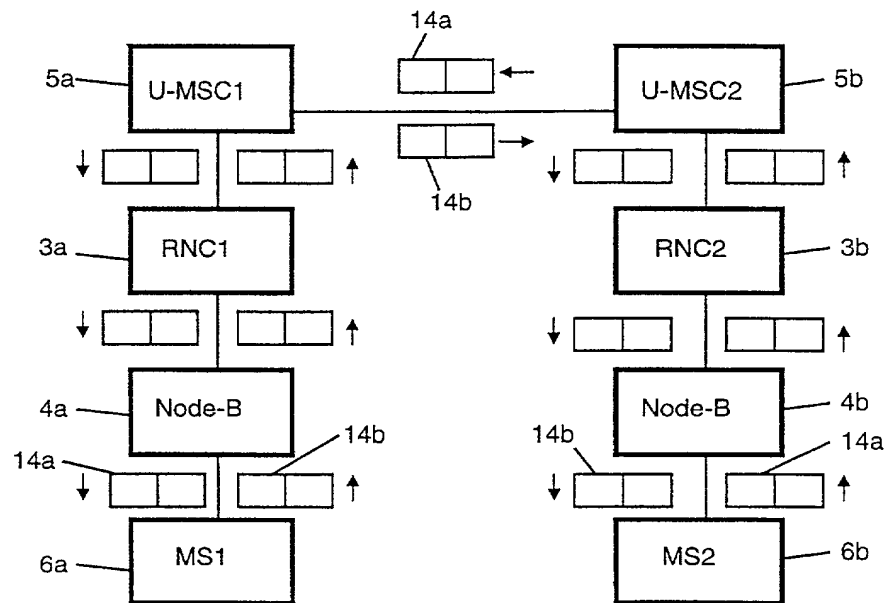 14a
5a
U-MSC1
U-MSC2
5b
14b
3a
RNC1
RNC2
3b
4a
Node-B
Node-B
4b
14a
14b
14b
14a
6a
MS1
MS2
6b